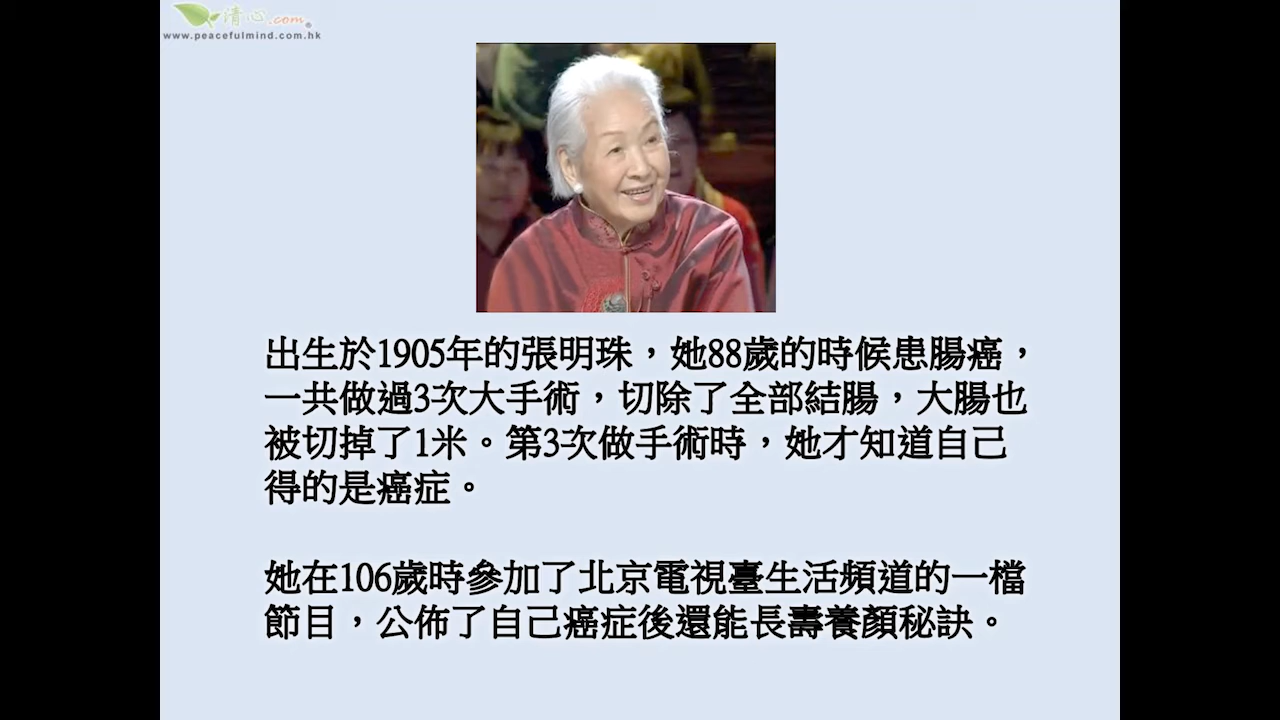 清心.com®
www.peacefulmind.com.hk
出生於1905年的張明珠，她88歲的時候患腸癌，
一共做過3次大手術，切除了全部結腸，大腸也
被切掉了1米。第3次做手術時，她才知道自己
得的是癌症。
她在106歲時參加了北京電視臺生活頻道的一檔
節目，公佈了自己癌症後還能長壽養顏秘訣。